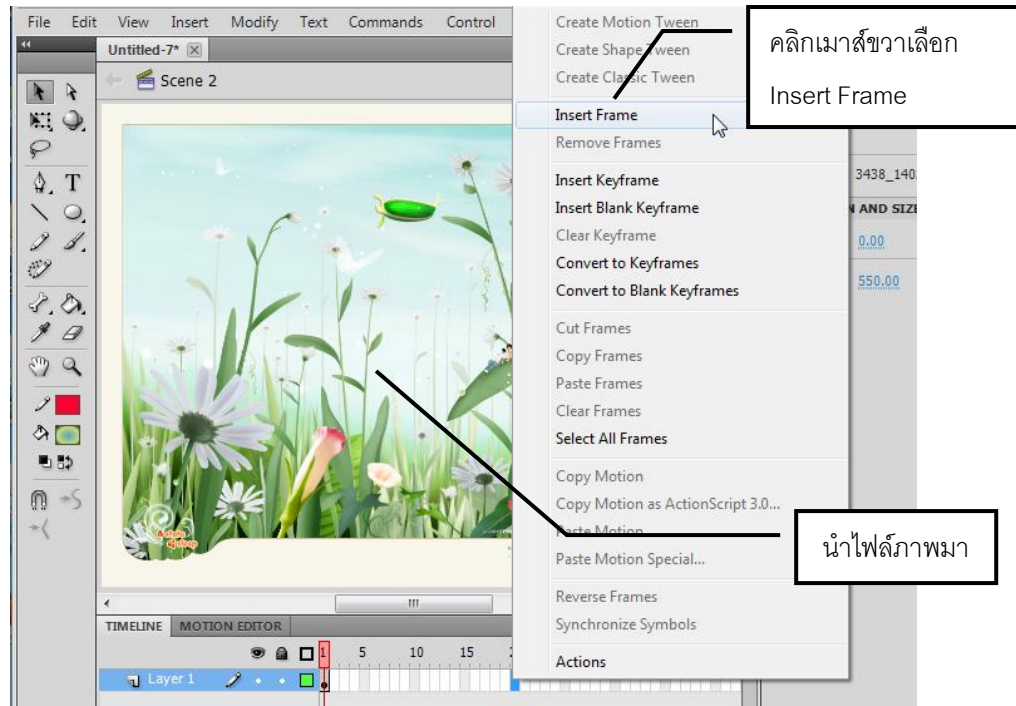 File Edit View Insert Modify Text Commands Control
Untitled-7*
Scene 2
Create Motion Tween
Create Shape Tween
Create Classic Tween
Insert Frame
Remove Frames
Insert Keyframe
Insert Blank Keyframe
Clear Keyframe
Convert to Keyframes
Convert to Blank Keyframes
Cut Frames
Copy Frames
Paste Frames
Clear Frames
Select All Frames
Copy Motion
Copy Motion as ActionScript 3.0...
Paste Motion
Paste Motion Special...
Reverse Frames
Synchronize Symbols
Actions
คลิกเมาส์ขวาเลือก
Insert Frame
3438_140
AND SIZE
0.00
550.00
นำไฟล์ภาพมา
TIMELINE MOTION EDITOR
1 5 10 15
Layer 1